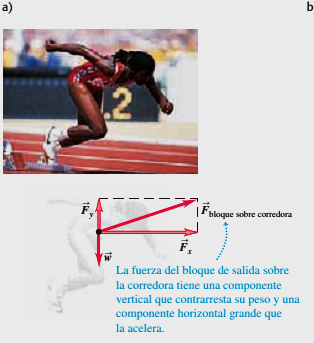 a)
b
2
F⃗y
F⃗bloque sobre corredora
F⃗x
w⃗
La fuerza del bloque de salida sobre
la corredora tiene una componente
vertical que contrarresta su peso y una
componente horizontal grande que
la acelera.